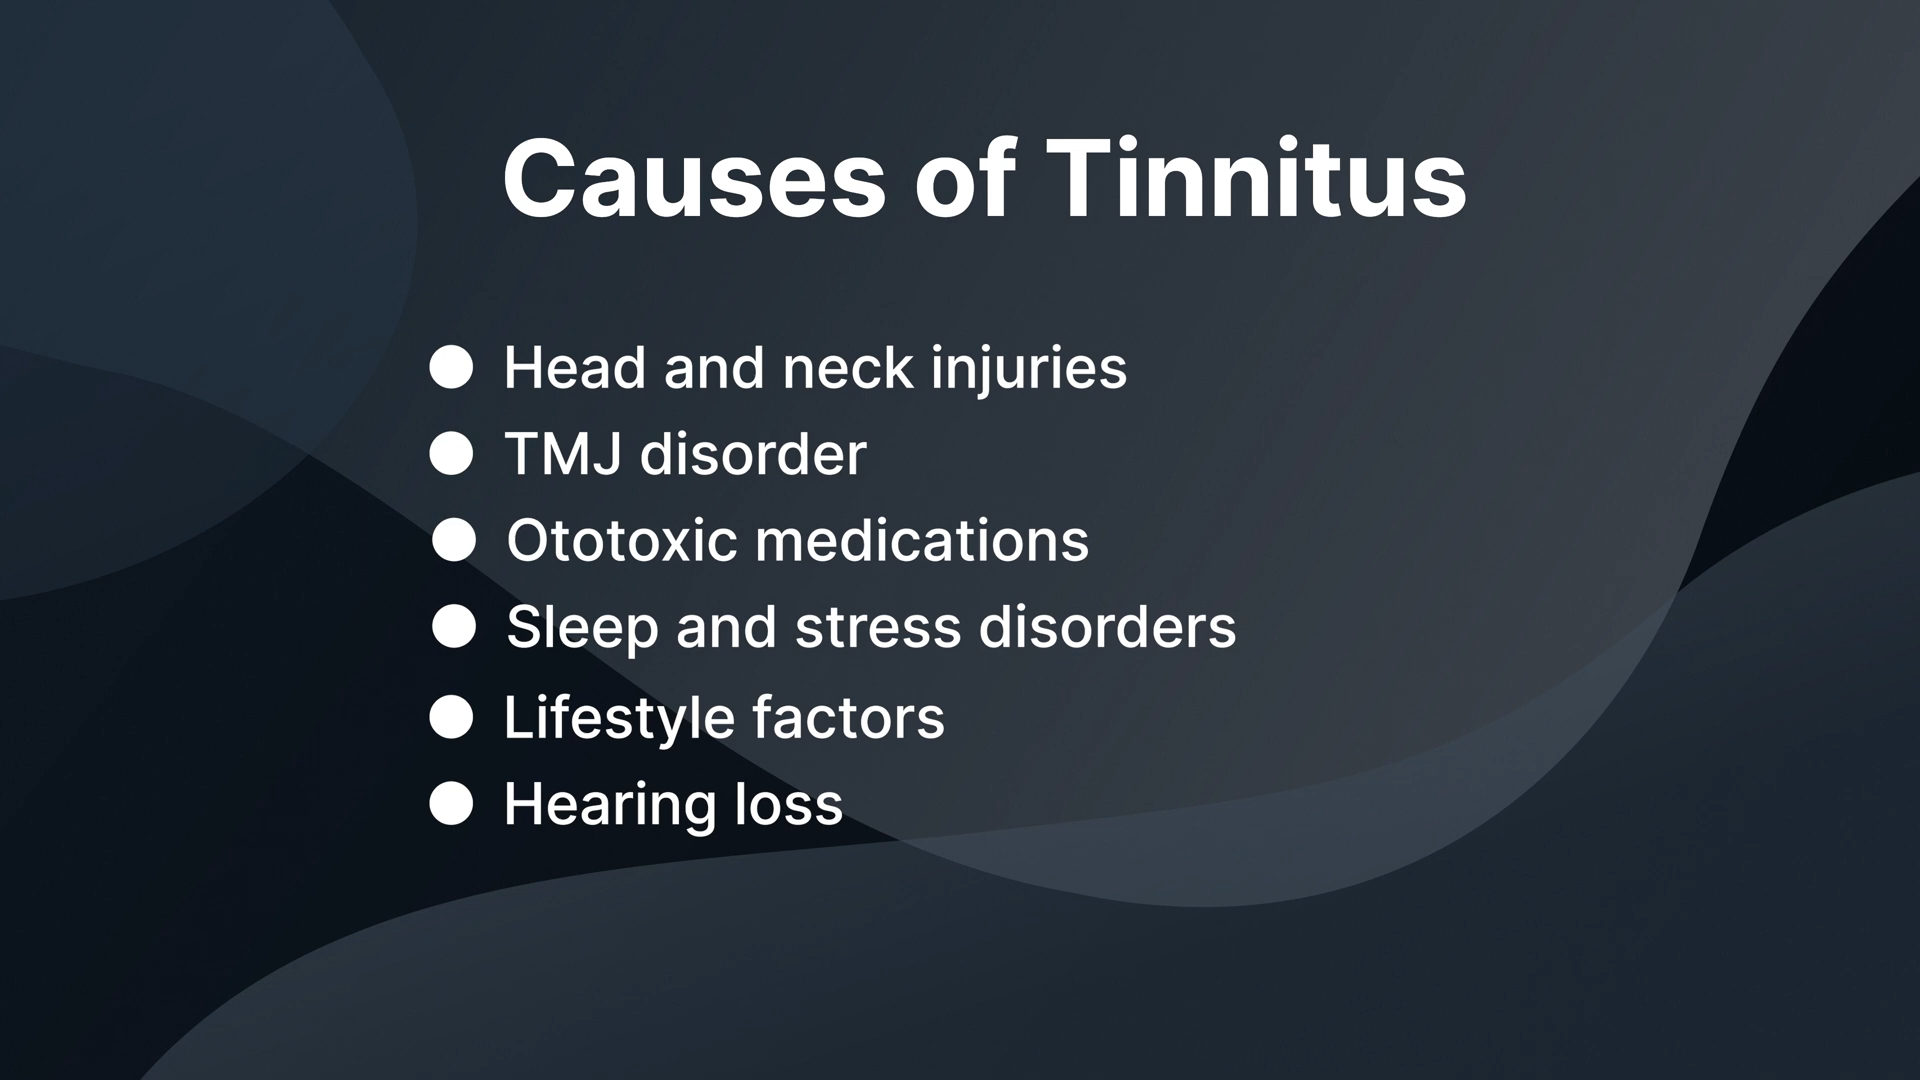 Causes of Tinnitus
Head and neck injuries
TMJ disorder
Ototoxic medications
Sleep and stress disorders
Lifestyle factors
Hearing loss